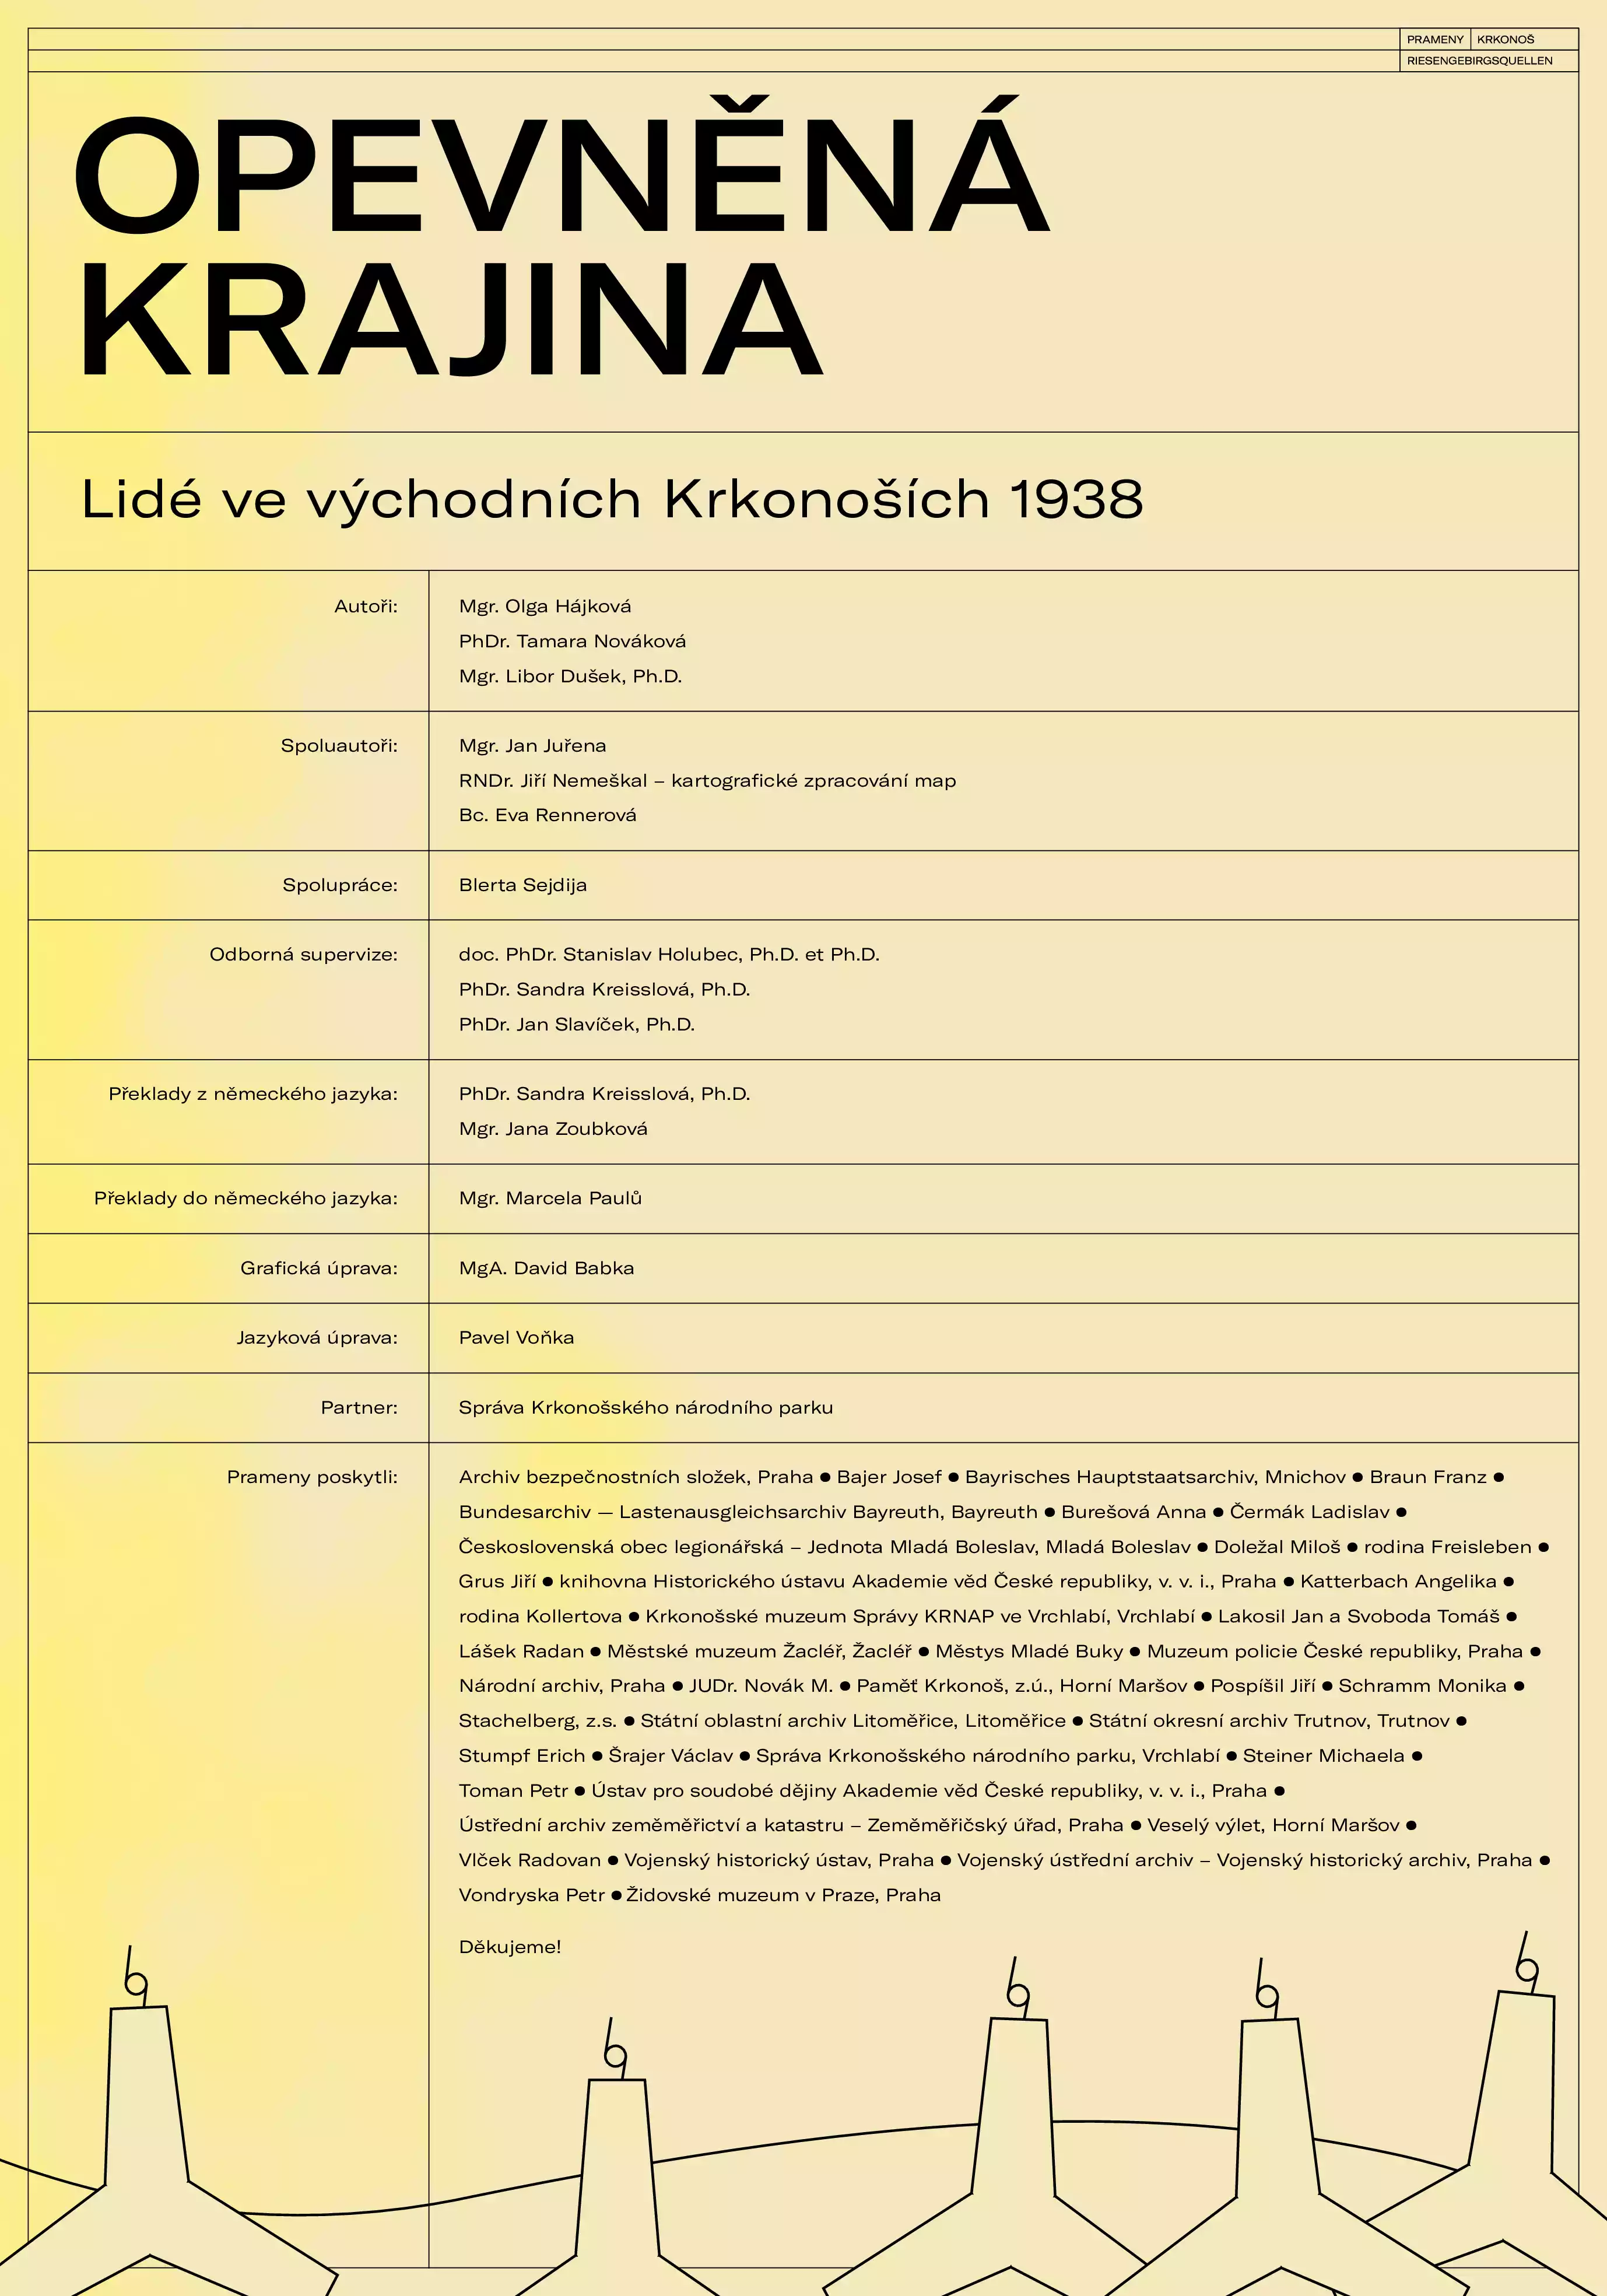 PRAMENY KRKONOŠ
RIESENGEBIRGSQUELLEN
OPEVNĚNÁ
KRAJINA
Lidé ve východních Krkonoších 1938
Autoři: Mgr. Olga Hájková
PhDr. Tamara Nováková
Mgr. Libor Dušek, Ph.D.
Spoluautoři: Mgr. Jan Juřena
RNDr. Jiří Nemeškal – kartografické zpracování map
Bc. Eva Rennerová
Spolupráce: Blerta Sejdija
Odborná supervize: doc. PhDr. Stanislav Holubec, Ph.D. et Ph.D.
PhDr. Sandra Kreisslová, Ph.D.
PhDr. Jan Slavíček, Ph.D.
Překlady z německého jazyka: PhDr. Sandra Kreisslová, Ph.D.
Mgr. Jana Zoubková
Překlady do německého jazyka: Mgr. Marcela Paulů
Grafická úprava: MgA. David Babka
Jazyková úprava: Pavel Voňka
Partner: Správa Krkonošského národního parku
Prameny poskytli: Archiv bezpečnostních složek, Praha ● Bajer Josef ● Bayrisches Hauptstaatsarchiv, Mnichov ● Braun Franz ●
Bundesarchiv — Lastenausgleichsarchiv Bayreuth, Bayreuth ● Burešová Anna ● Čermák Ladislav ●
Československá obec legionářská – Jednota Mladá Boleslav, Mladá Boleslav ● Doležal Miloš ● rodina Freisleben ●
Grus Jiří ● knihovna Historického ústavu Akademie věd České republiky, v. v. i., Praha ● Katterbach Angelika ●
rodina Kollertova ● Krkonošské muzeum Správy KRNAP ve Vrchlabí, Vrchlabí ● Lakosil Jan a Svoboda Tomáš ●
Lášek Radan ● Městské muzeum Žacléř, Žacléř ● Městys Mladé Buky ● Muzeum policie České republiky, Praha ●
Národní archiv, Praha ● JUDr. Novák M. ● Paměť Krkonoš, z.ú., Horní Maršov ● Pospíšil Jiří ● Schramm Monika ●
Stachelberg, z.s. ● Státní oblastní archiv Litoměřice, Litoměřice ● Státní okresní archiv Trutnov, Trutnov ●
Stumpf Erich ● Šrajer Václav ● Správa Krkonošského národního parku, Vrchlabí ● Steiner Michaela ●
Toman Petr ● Ústav pro soudobé dějiny Akademie věd České republiky, v. v. i., Praha ●
Ústřední archiv zeměměřictví a katastru – Zeměměřičský úřad, Praha ● Veselý výlet, Horní Maršov ●
Vlček Radovan ● Vojenský historický ústav, Praha ● Vojenský ústřední archiv – Vojenský historický archiv, Praha ●
Vondryska Petr ● Židovské muzeum v Praze, Praha
Děkujeme!